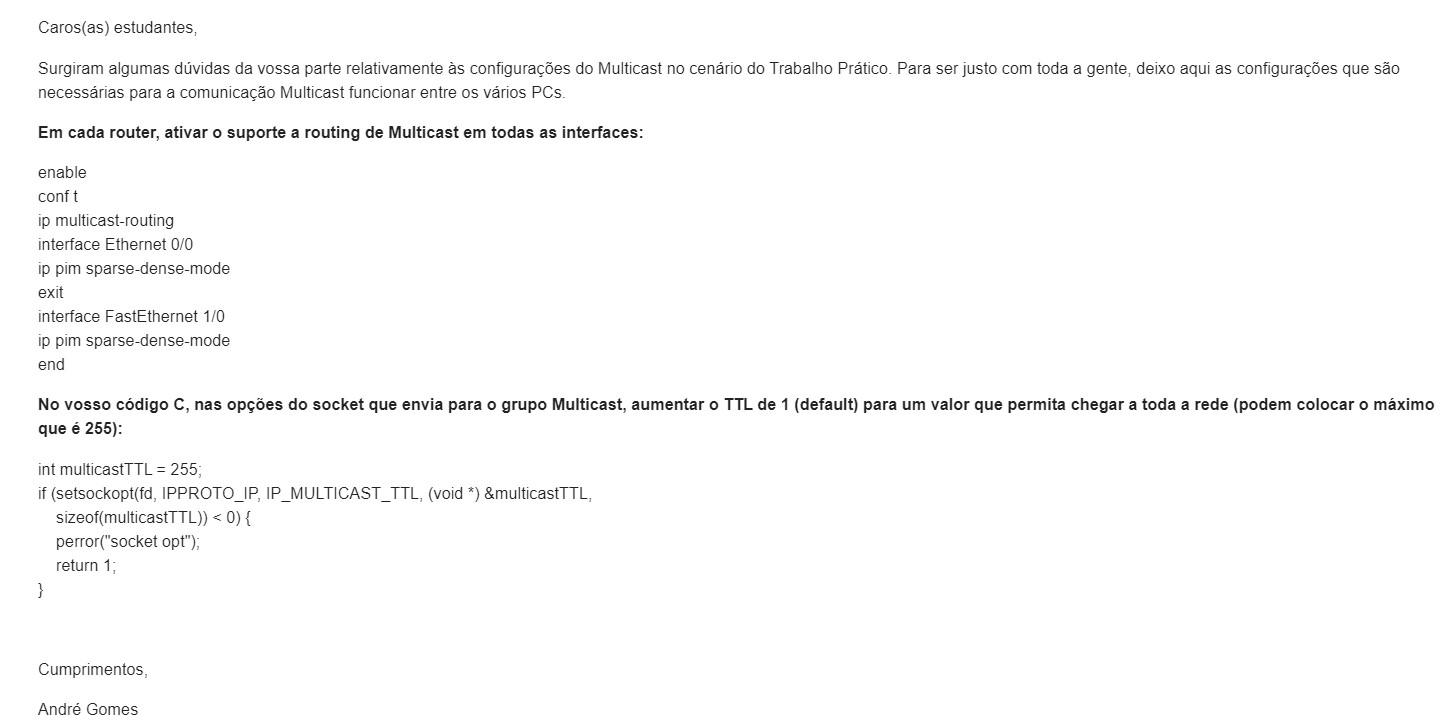 Caros(as) estudantes,
Surgiram algumas dúvidas da vossa parte relativamente às configurações do Multicast no cenário do Trabalho Prático. Para ser justo com toda a gente, deixo aqui as configurações que são
necessárias para a comunicação Multicast funcionar entre os vários PCs.
Em cada router, ativar o suporte a routing de Multicast em todas as interfaces:
enable
conf t
ip multicast-routing
interface Ethernet 0/0
ip pim sparse-dense-mode
exit
interface FastEthernet 1/0
ip pim sparse-dense-mode
end
No vosso código C, nas opções do socket que envia para o grupo Multicast, aumentar o TTL de 1 (default) para um valor que permita chegar a toda a rede (podem colocar o máximo
que é 255):
int multicastTTL = 255;
if (setsockopt(fd, IPPROTO_IP, IP_MULTICAST_TTL, (void *) &multicastTTL,
sizeof(multicastTTL)) < 0) {
perror("socket opt");
return 1;
}
Cumprimentos,
André Gomes